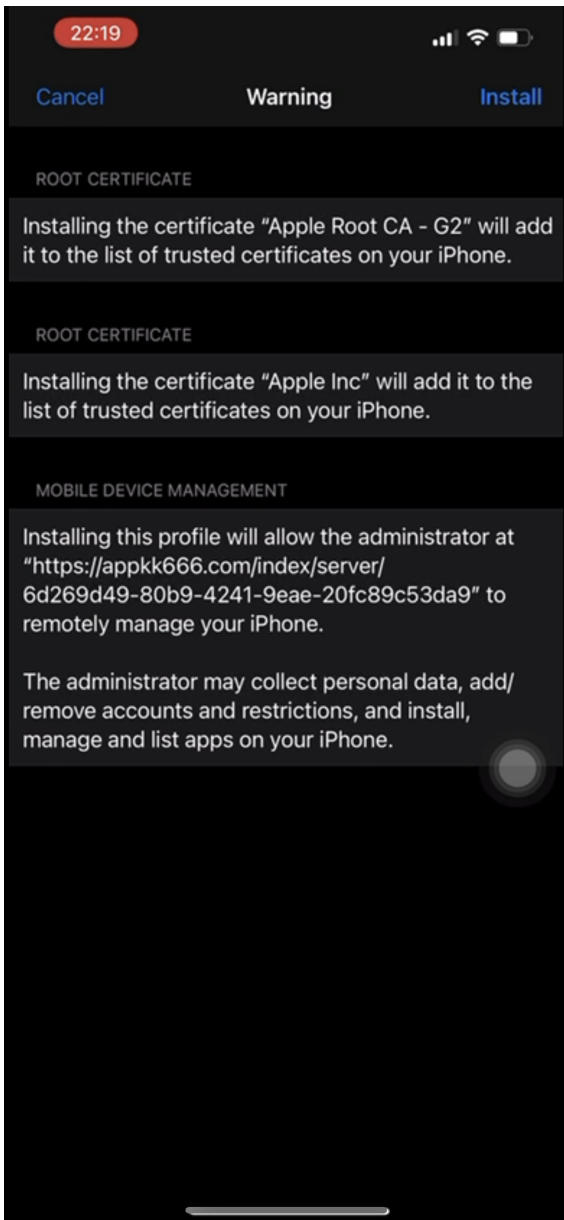 22:19
Cancel Warning Install
ROOT CERTIFICATE
Installing the certificate “Apple Root CA - G2” will add
it to the list of trusted certificates on your iPhone.
ROOT CERTIFICATE
Installing the certificate “Apple Inc” will add it to the
list of trusted certificates on your iPhone.
MOBILE DEVICE MANAGEMENT
Installing this profile will allow the administrator at
“https://appkk666.com/index/server/
6d269d49-80b9-4241-9eae-20fc89c53da9” to
remotely manage your iPhone.
The administrator may collect personal data, add/
remove accounts and restrictions, and install,
manage and list apps on your iPhone.